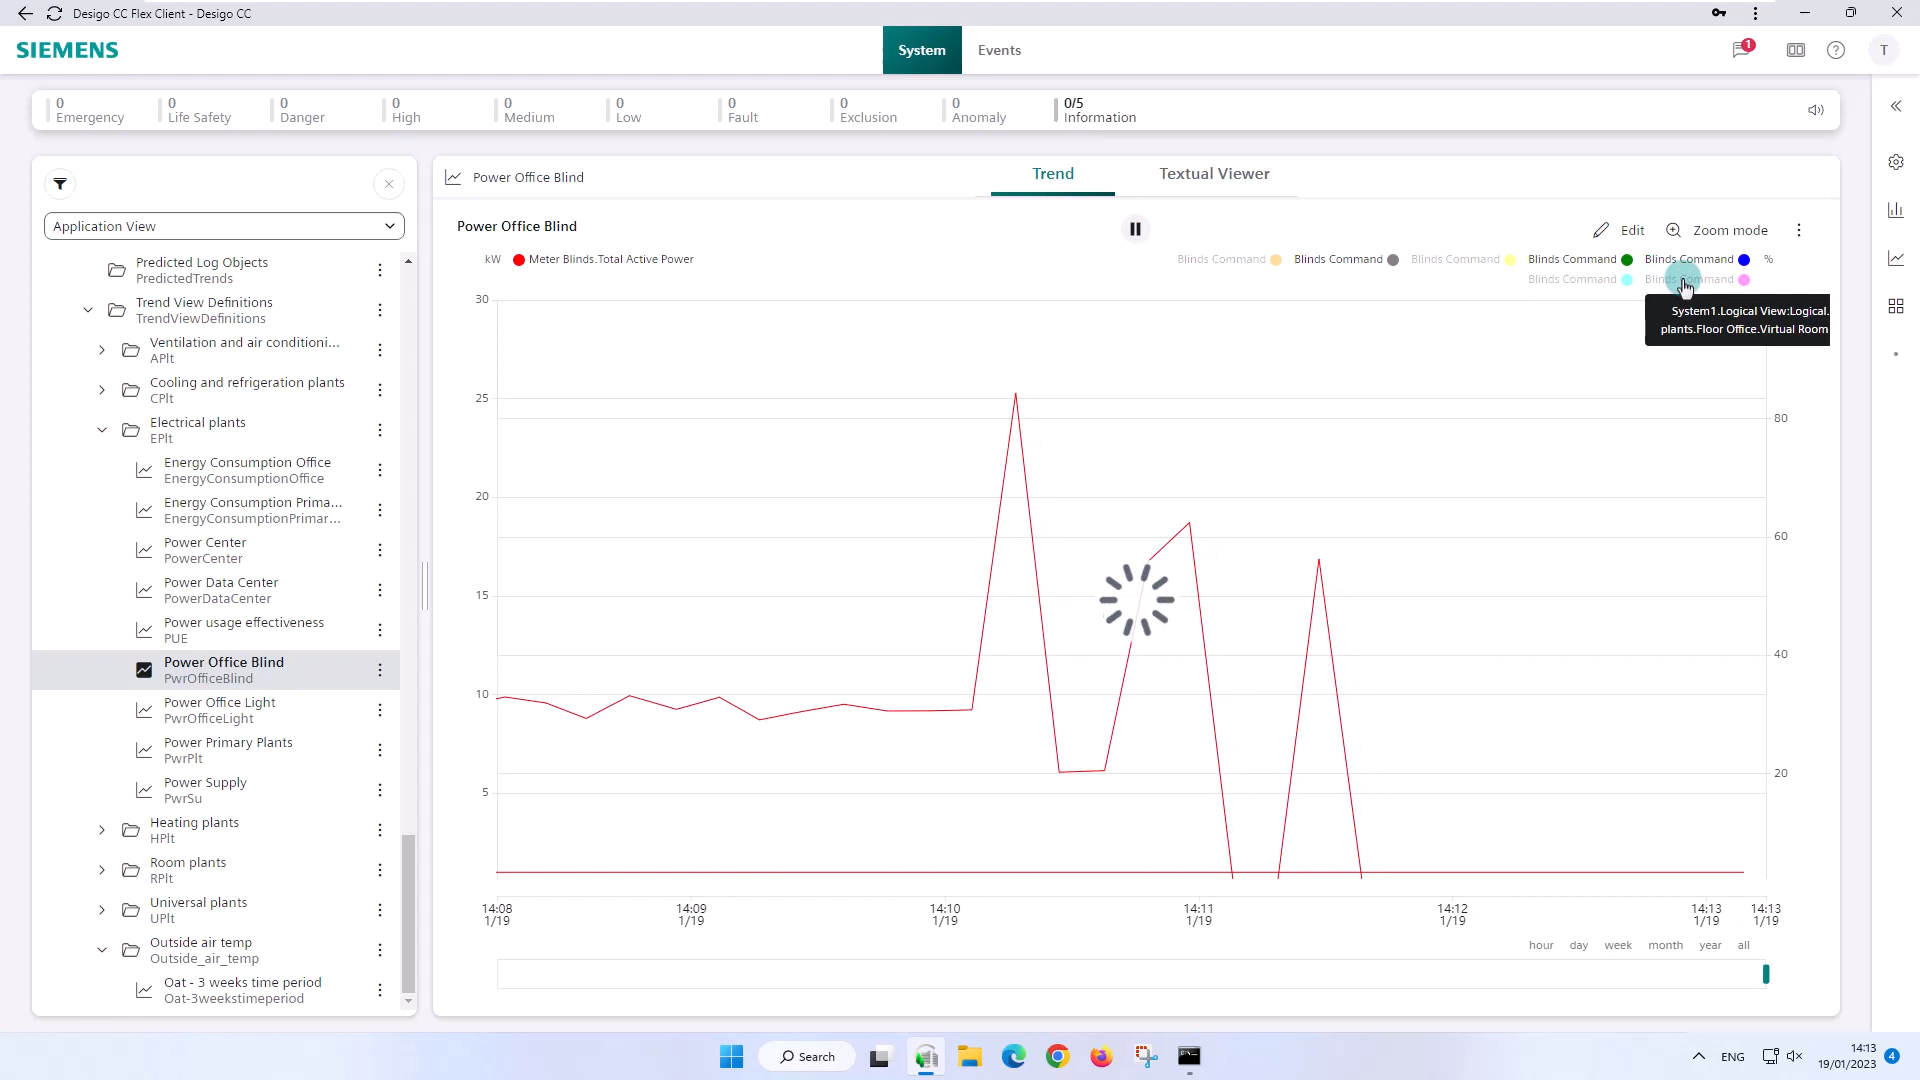 Desigo CC Flex Client - Desigo CC
SIEMENS
System
Events
1
T
0
Emergency
0
Life Safety
0
Danger
0
High
0
Medium
0
Low
0
Fault
0
Exclusion
0
Anomaly
0/5
Information
Application View
Predicted Log Objects
PredictedTrends
Trend View Definitions
TrendViewDefinitions
Ventilation and air conditioni...
APlt
Cooling and refrigeration plants
CPlt
Electrical plants
EPlt
Energy Consumption Office
EnergyConsumptionOffice
Energy Consumption Prima...
EnergyConsumptionPrimar...
Power Center
PowerCenter
Power Data Center
PowerDataCenter
Power usage effectiveness
PUE
Power Office Blind
PwrOfficeBlind
Power Office Light
PwrOfficeLight
Power Primary Plants
PwrPlt
Power Supply
PwrSu
Heating plants
HPlt
Room plants
RPlt
Universal plants
UPlt
Outside air temp
Outside_air_temp
Oat - 3 weeks time period
Oat-3weekstimeperiod
Power Office Blind
Trend
Textual Viewer
Power Office Blind
Edit
Zoom mode
kW
Meter Blinds.Total Active Power
Blinds Command
Blinds Command
Blinds Command
Blinds Command
Blinds Command
%
Blinds Command
Blinds Command
System1.Logical View:Logical.
plants.Floor Office.Virtual Room
30
25
20
15
10
5
80
60
40
20
14:08
1/19
14:09
1/19
14:10
1/19
14:11
1/19
14:12
1/19
14:13
1/19
14:13
1/19
hour day week month year all
Search
ENG
14:13
19/01/2023
4